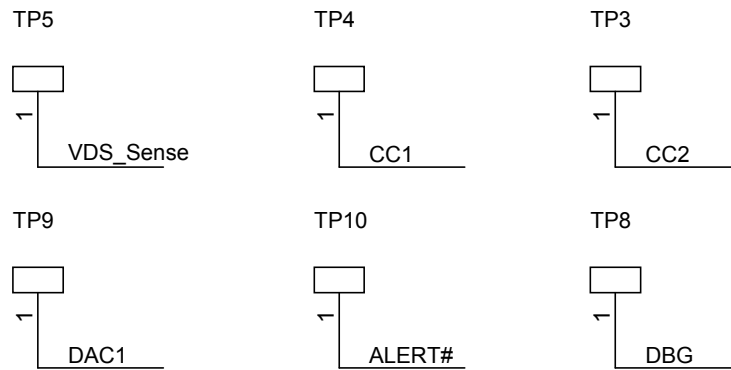 TP5 TP4 TP3
1 1 1
VDS_Sense CC1 CC2
TP9 TP10 TP8
1 1 1
DAC1 ALERT# DBG